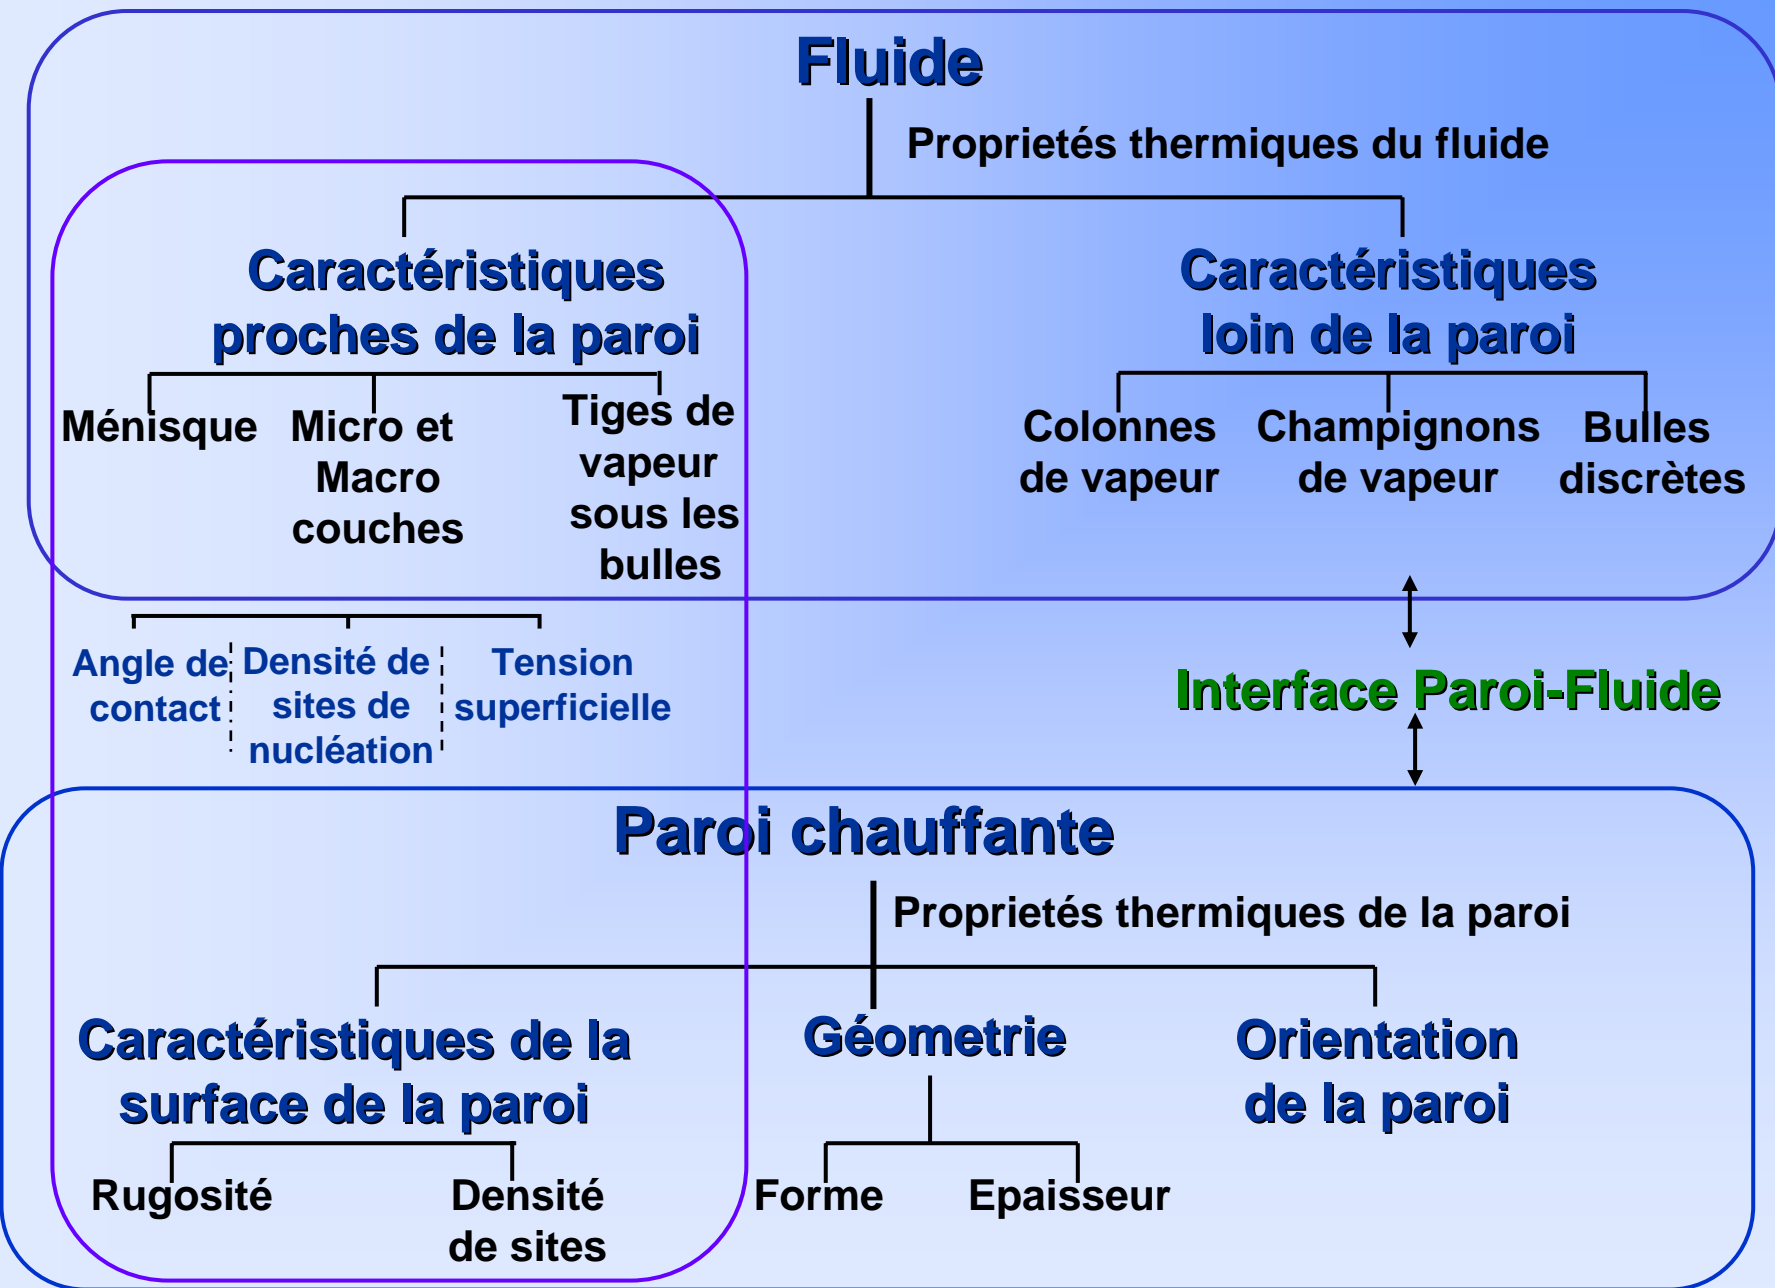 Fluide
Proprietés thermiques du fluide
Caractéristiques
proches de la paroi
Caractéristiques
loin de la paroi
Ménisque
Micro et
Macro
couches
Tiges de
vapeur
sous les
bulles
Colonnes
de vapeur
Champignons
de vapeur
Bulles
discrètes
Angle de
contact
Densité de
sites de
nucléation
Tension
superficielle
Interface Paroi-Fluide
Paroi chauffante
Proprietés thermiques de la paroi
Caractéristiques de la
surface de la paroi
Géometrie
Orientation
de la paroi
Rugosité
Densité
de sites
Forme
Epaisseur